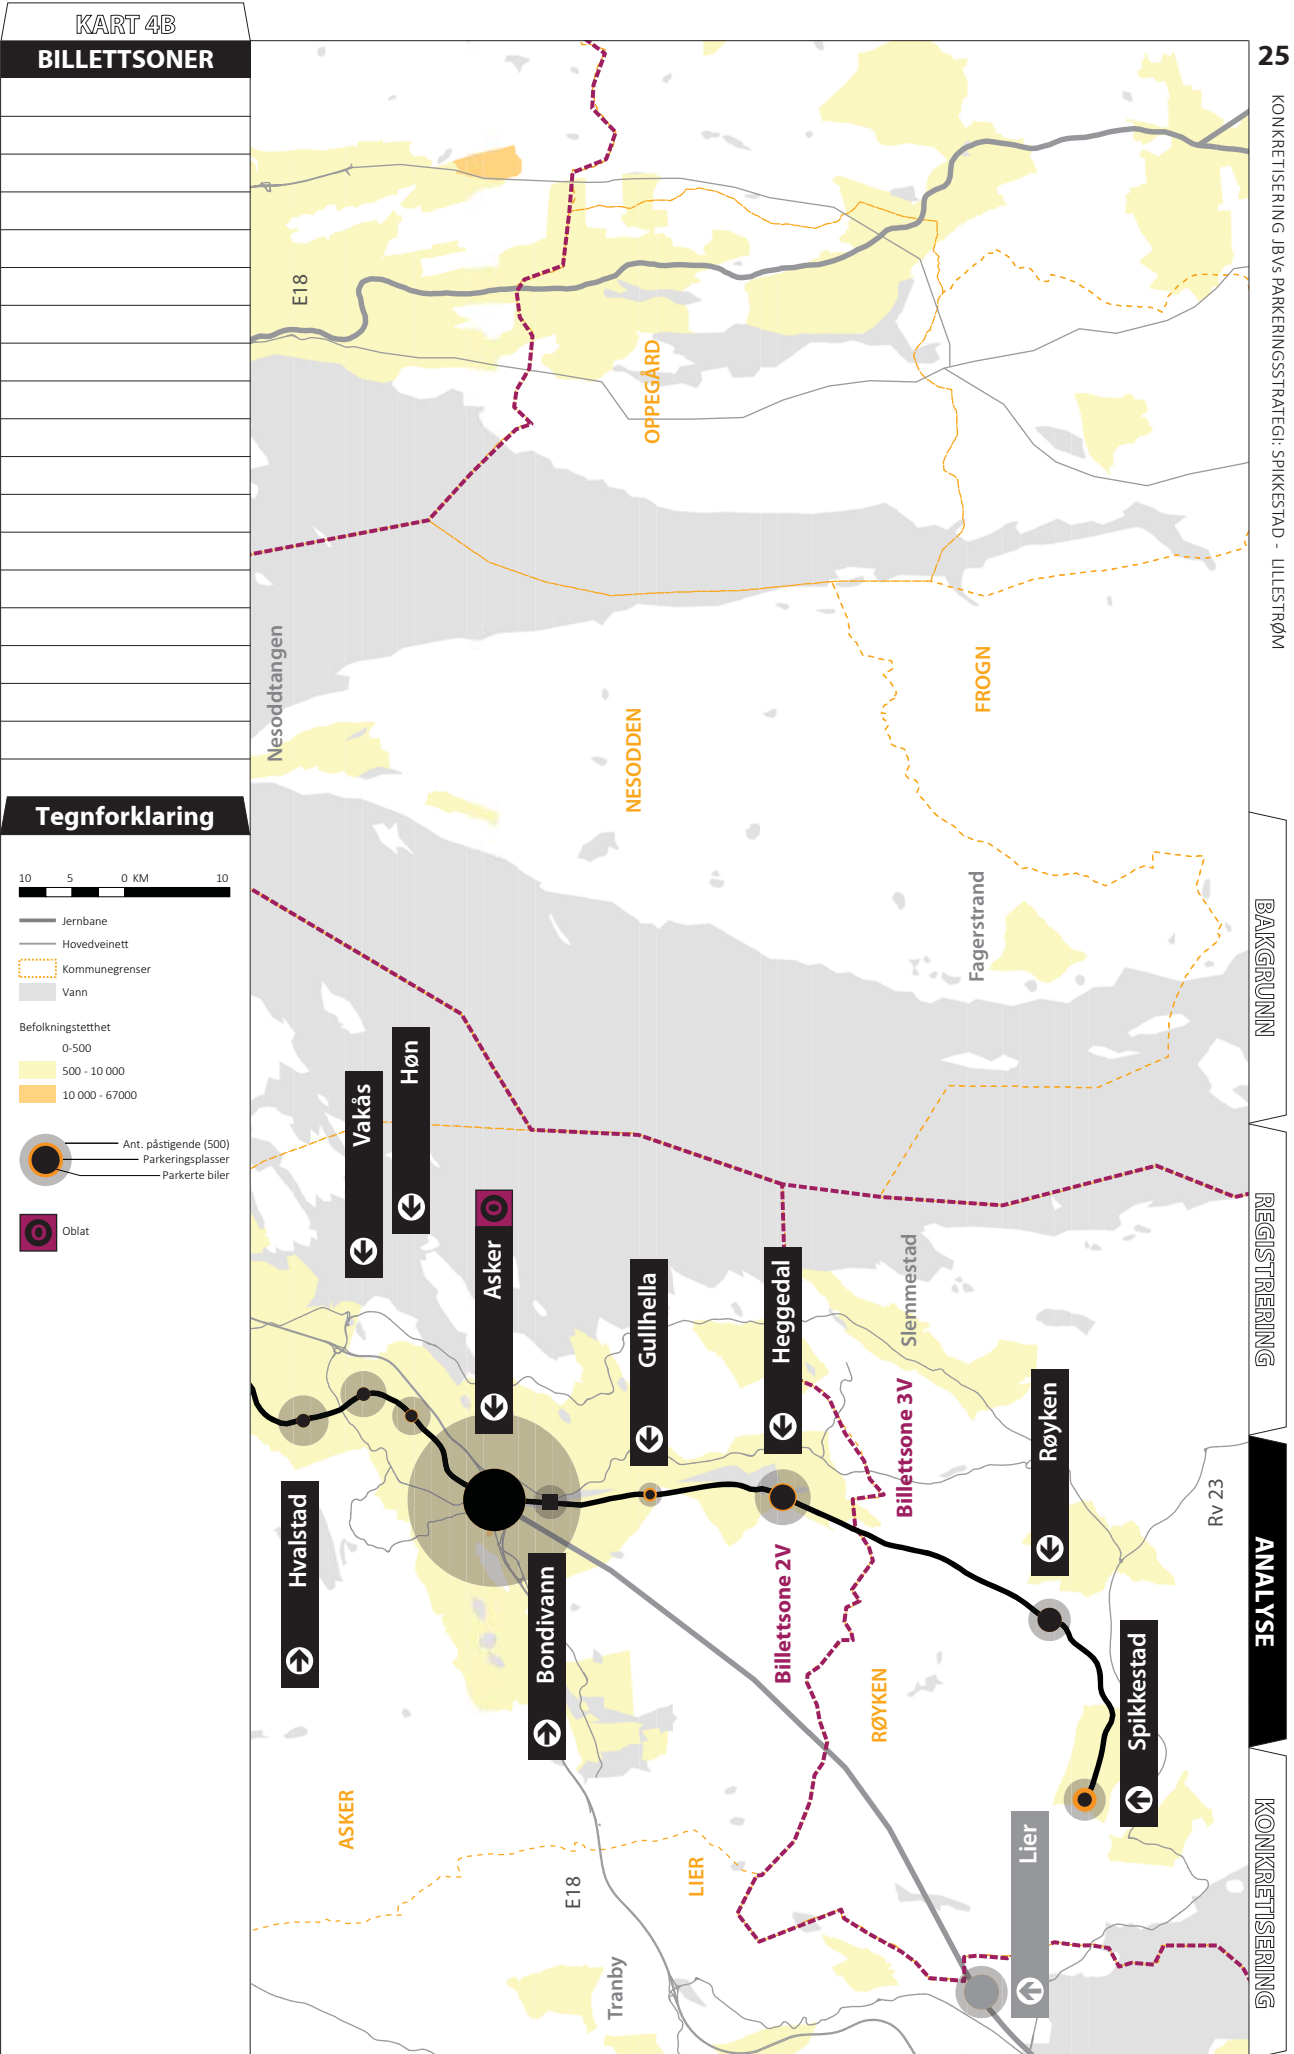 KART 4B
BILLETTSONER
25
KONKRETISERING JBVs PARKERINGSSTRATEGI: SPIKKESTAD - LILLESTRØM
E18
OPPEGÅRD
Nesoddtangen
NESODDEN
FROGN
Fagerstrand
Tegnforklaring
10 5 0 KM 10
Jernbane
Hovedveinett
Kommunegrenser
Vann
Befolkningstetthet
0-500
500 - 10 000
10 000 - 67000
Ant. påstigende (500)
Parkeringsplasser
Parkerte biler
O
Oblat
Vakås
Høn
Asker
O
Gullhella
Heggedal
Slemmestad
Røyken
Hvalstad
Bondivann
Billettsone 3V
Billettsone 2V
Rv 23
RØYKEN
Spikkestad
Lier
ASKER
LIER
E18
Tranby
BAKGRUNN
REGISTRERING
ANALYSE
KONKRETISERING